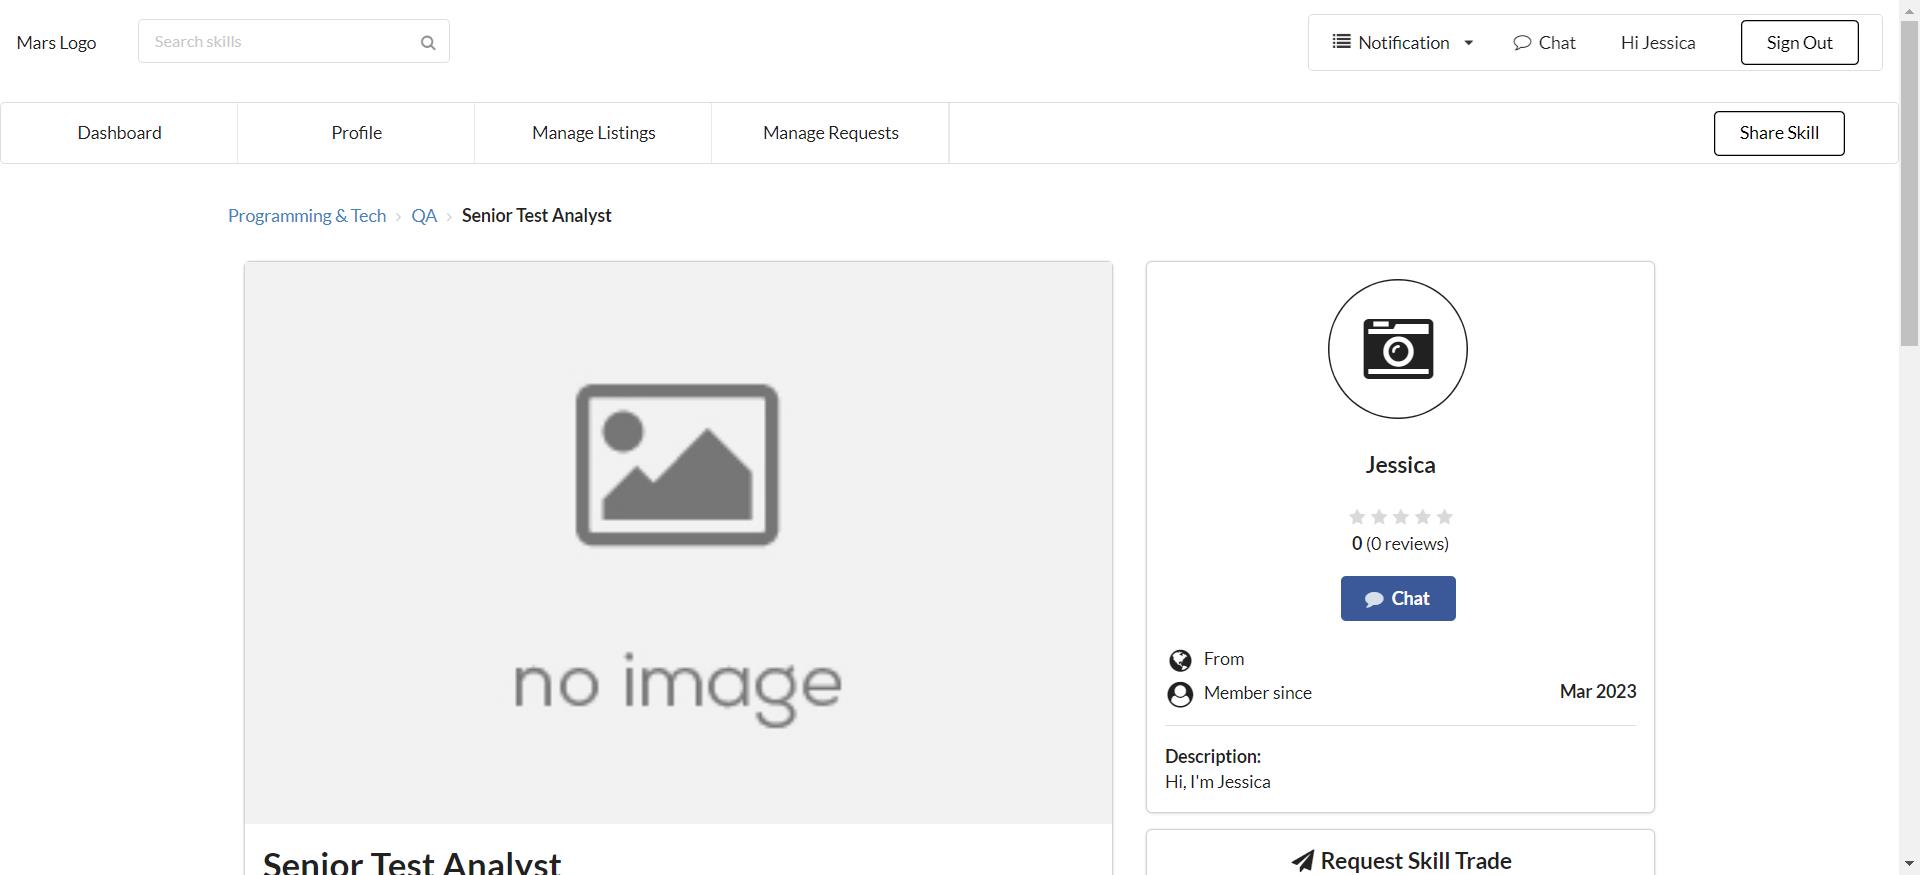 Mars Logo
Search skills
Notification
Chat
Hi Jessica
Sign Out
Dashboard
Profile
Manage Listings
Manage Requests
Share Skill
Programming & Tech › QA › Senior Test Analyst
no image
Senior Test Analyst
Jessica
0 (0 reviews)
Chat
From
Member since Mar 2023
Description:
Hi, I'm Jessica
Request Skill Trade